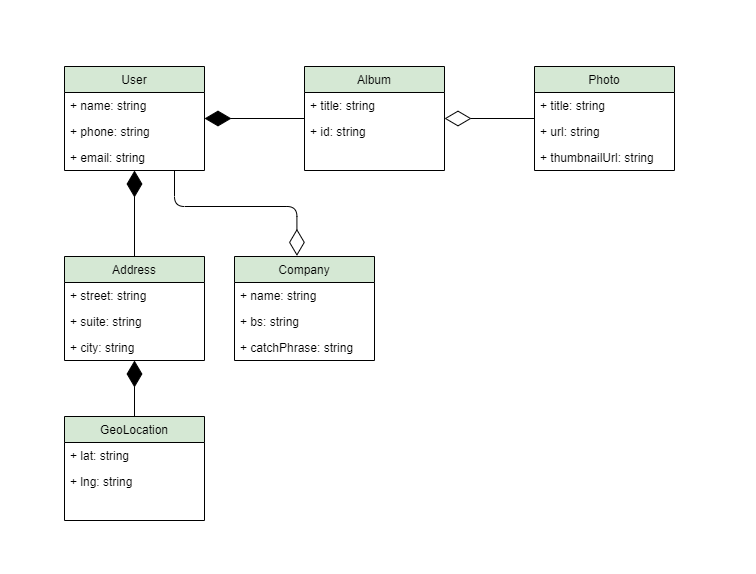 User
+ name: string
+ phone: string
+ email: string
Album
+ title: string
+ id: string
Photo
+ title: string
+ url: string
+ thumbnailUrl: string
Address
+ street: string
+ suite: string
+ city: string
Company
+ name: string
+ bs: string
+ catchPhrase: string
GeoLocation
+ lat: string
+ lng: string